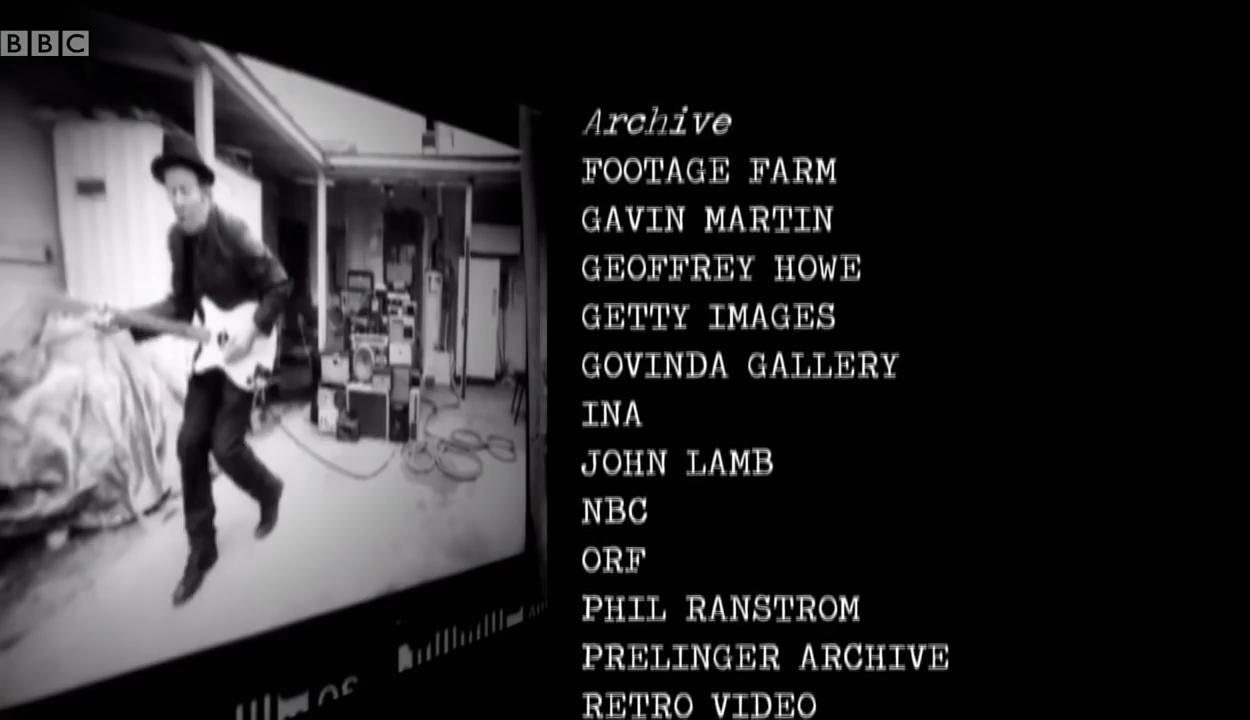 BBC
Archive
FOOTAGE FARM
GAVIN MARTIN
GEOFFREY HOWE
GETTY IMAGES
GOVINDA GALLERY
INA
JOHN LAMB
NBC
ORF
PHIL RANSTROM
PRELINGER ARCHIVE
RETRO VIDEO